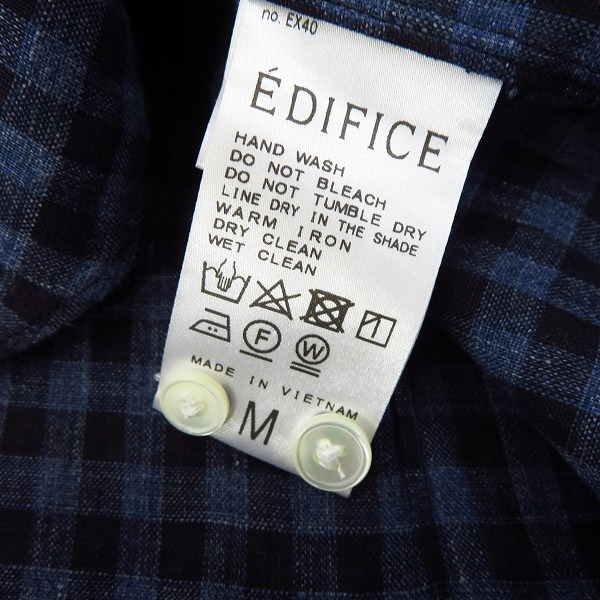 no. EX40
ÉDIFICE
HAND WASH
DO NOT BLEACH
DO NOT TUMBLE DRY
LINE DRY IN THE SHADE
WARM IRON
DRY CLEAN
WET CLEAN
F W
MADE IN VIETNAM
M